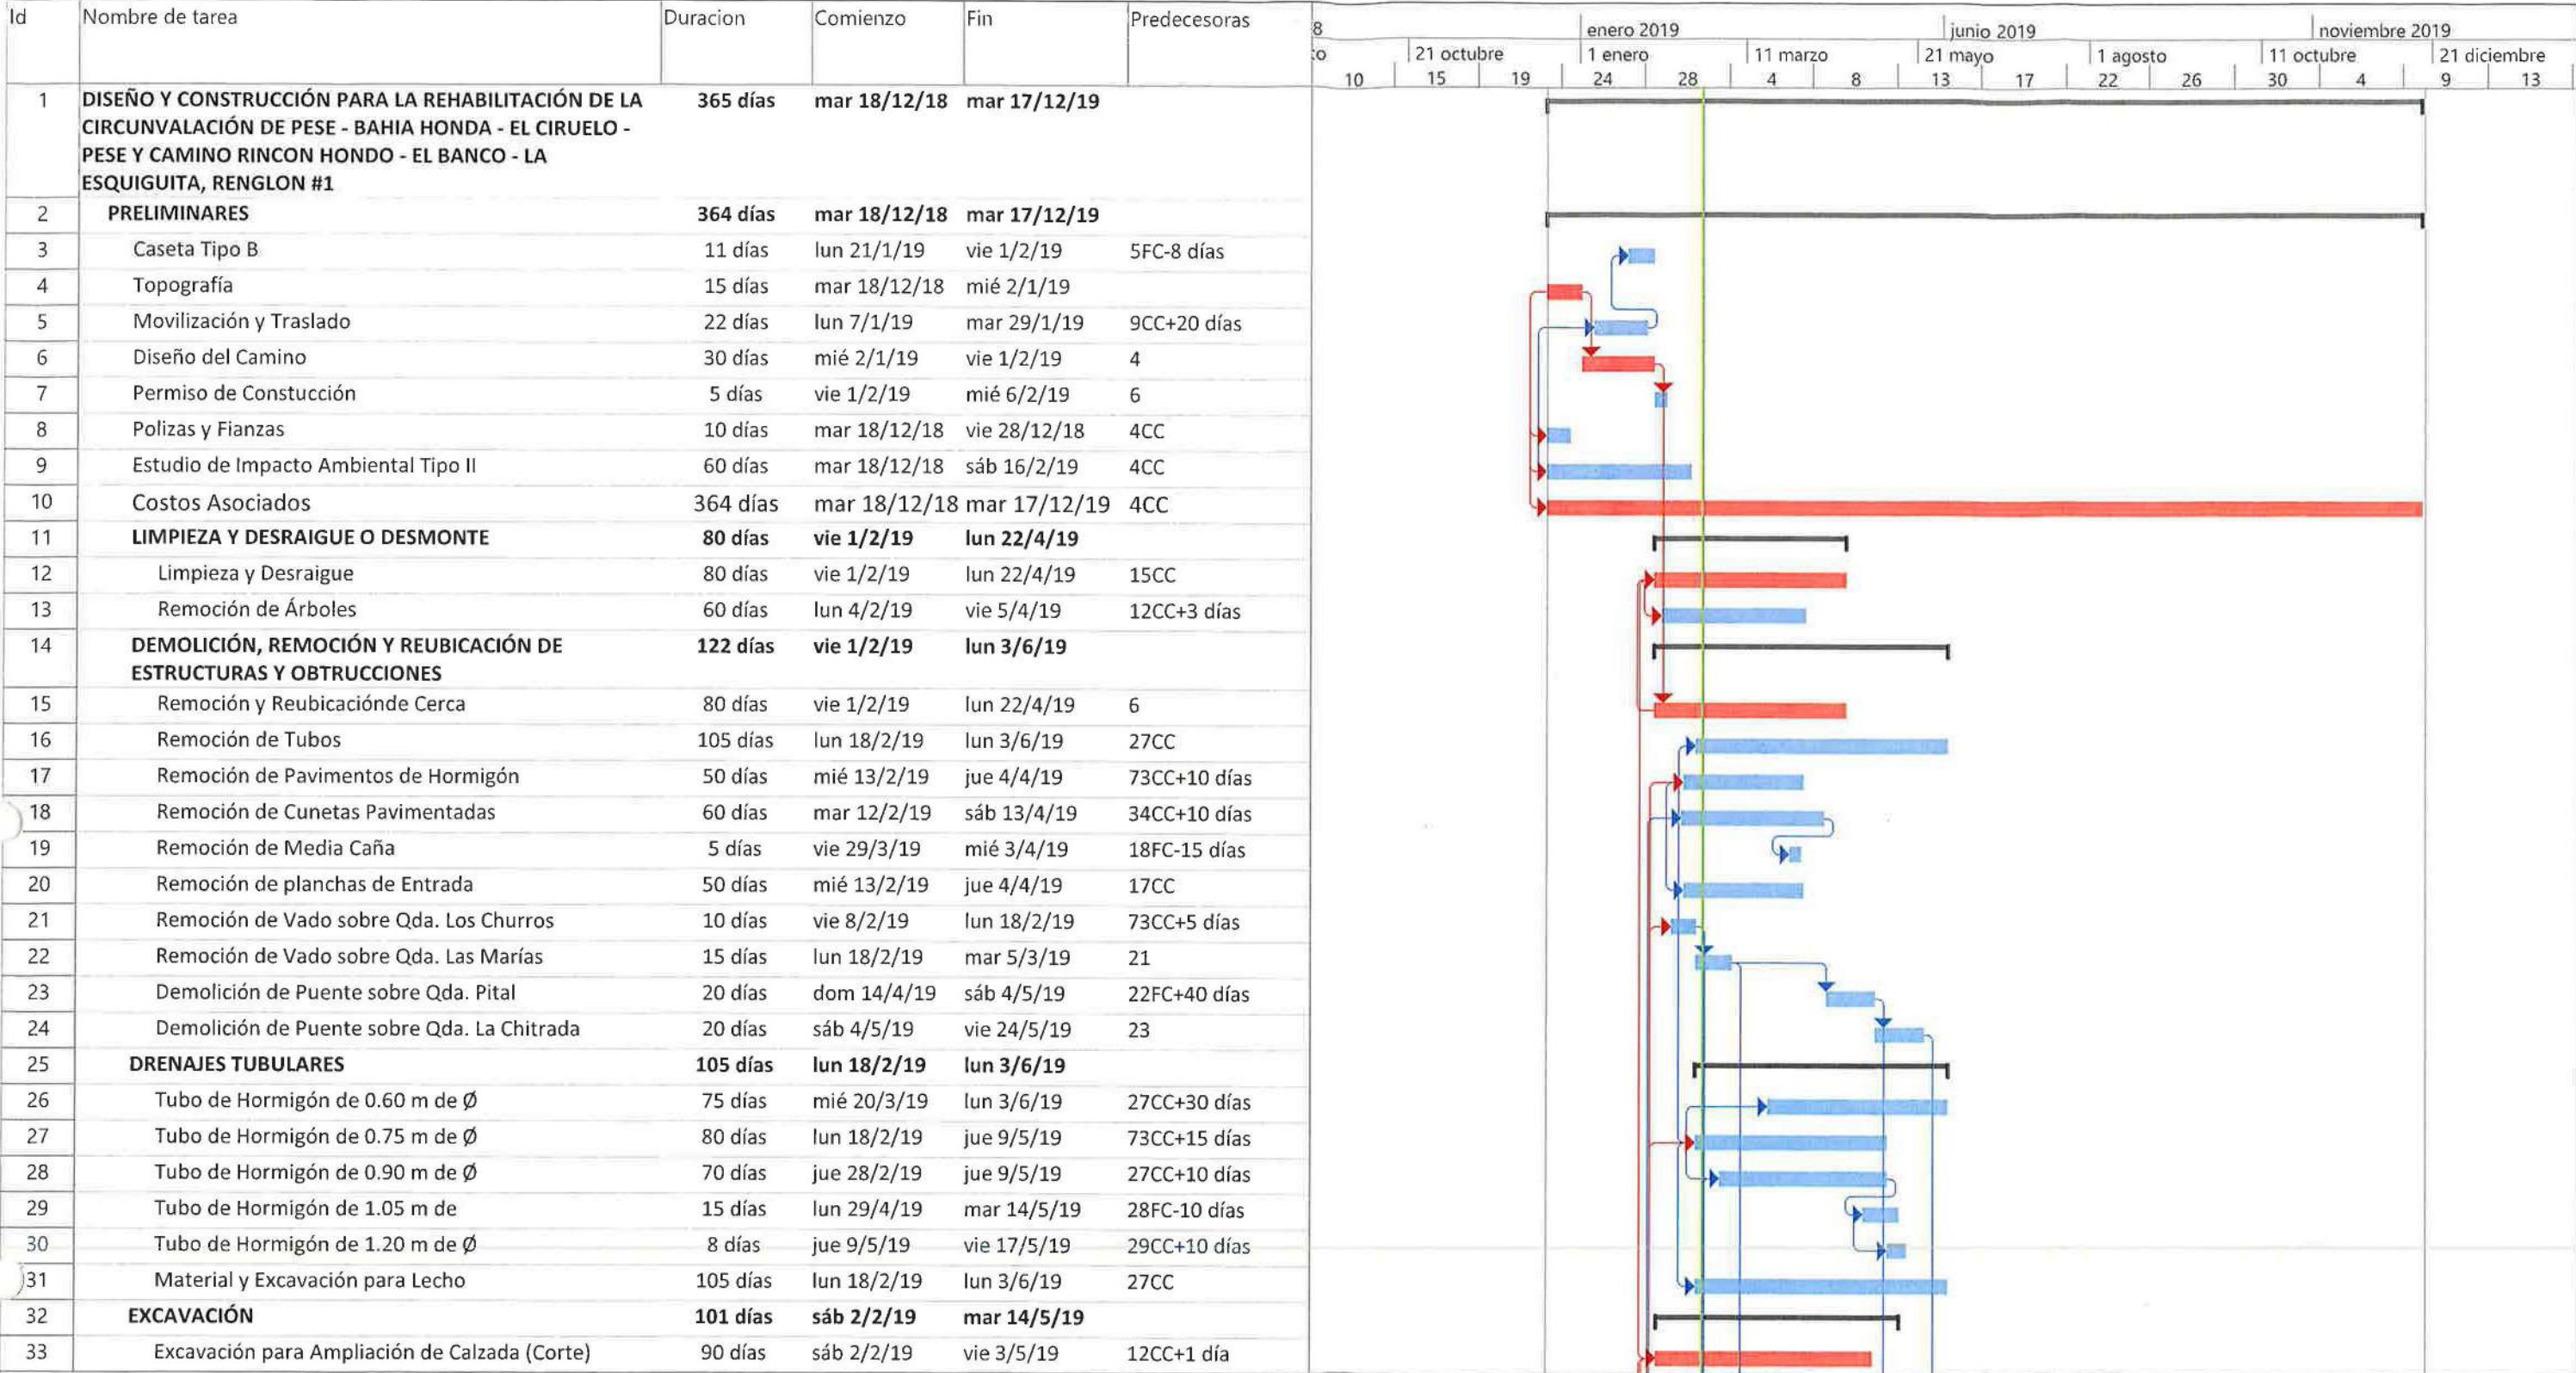 Id Nombre de tarea Duracion Comienzo Fin Predecesoras
8 enero 2019 junio 2019 noviembre 2019
21 octubre 1 enero 11 marzo 21 mayo 1 agosto 11 octubre 21 diciembre
10 15 19 24 28 4 8 13 17 22 26 30 4 9 13
1 DISEÑO Y CONSTRUCCIÓN PARA LA REHABILITACIÓN DE LA 365 días mar 18/12/18 mar 17/12/19
CIRCUNVALACIÓN DE PESE - BAHIA HONDA - EL CIRUELO -
PESE Y CAMINO RINCON HONDO - EL BANCO - LA
ESQUIGUITA, RENGLON #1
2 PRELIMINARES 364 días mar 18/12/18 mar 17/12/19
3 Caseta Tipo B 11 días lun 21/1/19 vie 1/2/19 5FC-8 días
4 Topografía 15 días mar 18/12/18 mié 2/1/19
5 Movilización y Traslado 22 días lun 7/1/19 mar 29/1/19 9CC+20 días
6 Diseño del Camino 30 días mié 2/1/19 vie 1/2/19 4
7 Permiso de Constucción 5 días vie 1/2/19 mié 6/2/19 6
8 Polizas y Fianzas 10 días mar 18/12/18 vie 28/12/18 4CC
9 Estudio de Impacto Ambiental Tipo II 60 días mar 18/12/18 sáb 16/2/19 4CC
10 Costos Asociados 364 días mar 18/12/18 mar 17/12/19 4CC
11 LIMPIEZA Y DESRAIGUE O DESMONTE 80 días vie 1/2/19 lun 22/4/19
12 Limpieza y Desraigue 80 días vie 1/2/19 lun 22/4/19 15CC
13 Remoción de Árboles 60 días lun 4/2/19 vie 5/4/19 12CC+3 días
14 DEMOLICIÓN, REMOCIÓN Y REUBICACIÓN DE 122 días vie 1/2/19 lun 3/6/19
ESTRUCTURAS Y OBTRUCCIONES
15 Remoción y Reubicaciónde Cerca 80 días vie 1/2/19 lun 22/4/19 6
16 Remoción de Tubos 105 días lun 18/2/19 lun 3/6/19 27CC
17 Remoción de Pavimentos de Hormigón 50 días mié 13/2/19 jue 4/4/19 73CC+10 días
18 Remoción de Cunetas Pavimentadas 60 días mar 12/2/19 sáb 13/4/19 34CC+10 días
19 Remoción de Media Caña 5 días vie 29/3/19 mié 3/4/19 18FC-15 días
20 Remoción de planchas de Entrada 50 días mié 13/2/19 jue 4/4/19 17CC
21 Remoción de Vado sobre Qda. Los Churros 10 días vie 8/2/19 lun 18/2/19 73CC+5 días
22 Remoción de Vado sobre Qda. Las Marías 15 días lun 18/2/19 mar 5/3/19 21
23 Demolición de Puente sobre Qda. Pital 20 días dom 14/4/19 sáb 4/5/19 22FC+40 días
24 Demolición de Puente sobre Qda. La Chitrada 20 días sáb 4/5/19 vie 24/5/19 23
25 DRENAJES TUBULARES 105 días lun 18/2/19 lun 3/6/19
26 Tubo de Hormigón de 0.60 m de Ø 75 días mié 20/3/19 lun 3/6/19 27CC+30 días
27 Tubo de Hormigón de 0.75 m de Ø 80 días lun 18/2/19 jue 9/5/19 73CC+15 días
28 Tubo de Hormigón de 0.90 m de Ø 70 días jue 28/2/19 jue 9/5/19 27CC+10 días
29 Tubo de Hormigón de 1.05 m de 15 días lun 29/4/19 mar 14/5/19 28FC-10 días
30 Tubo de Hormigón de 1.20 m de Ø 8 días jue 9/5/19 vie 17/5/19 29CC+10 días
31 Material y Excavación para Lecho 105 días lun 18/2/19 lun 3/6/19 27CC
32 EXCAVACIÓN 101 días sáb 2/2/19 mar 14/5/19
33 Excavación para Ampliación de Calzada (Corte) 90 días sáb 2/2/19 vie 3/5/19 12CC+1 día